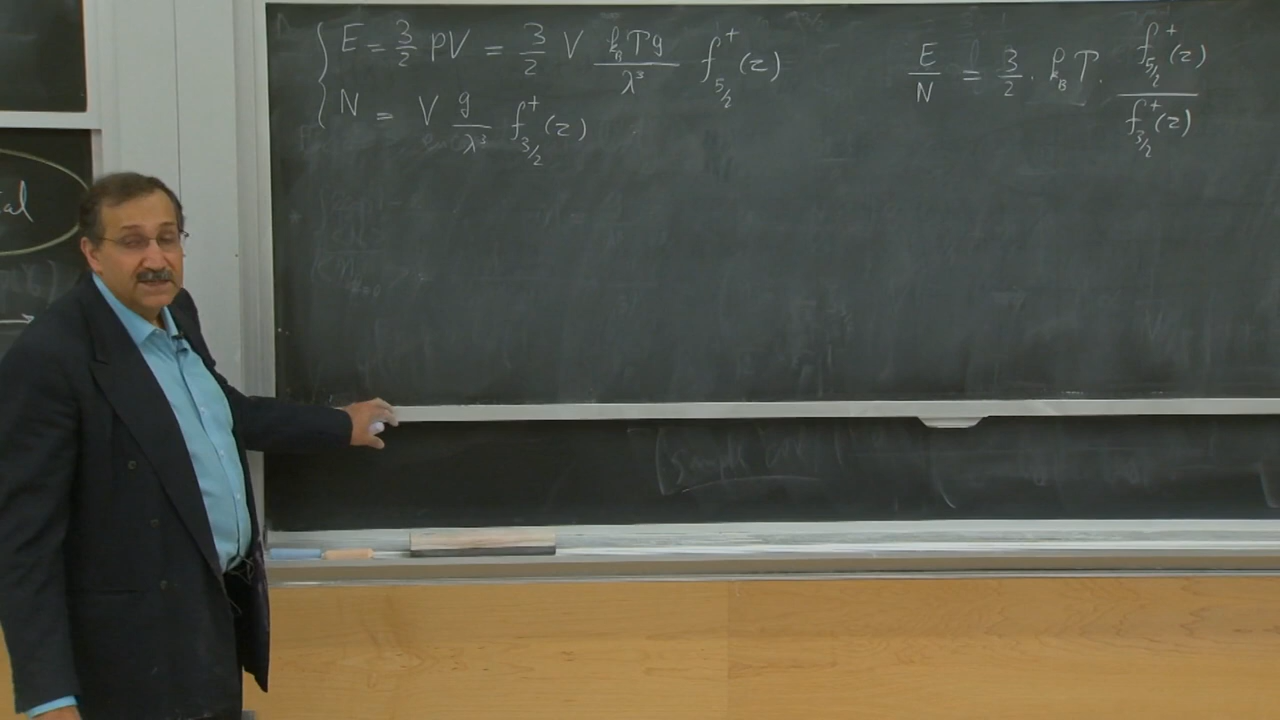 E = 3/2 PV = 3/2 V k_B T g / λ³ f⁺_{5/2}(z)
N = V g/λ³ f⁺_{3/2}(z)
E/N = 3/2 · k_B T · f⁺_{5/2}(z) / f⁺_{3/2}(z)